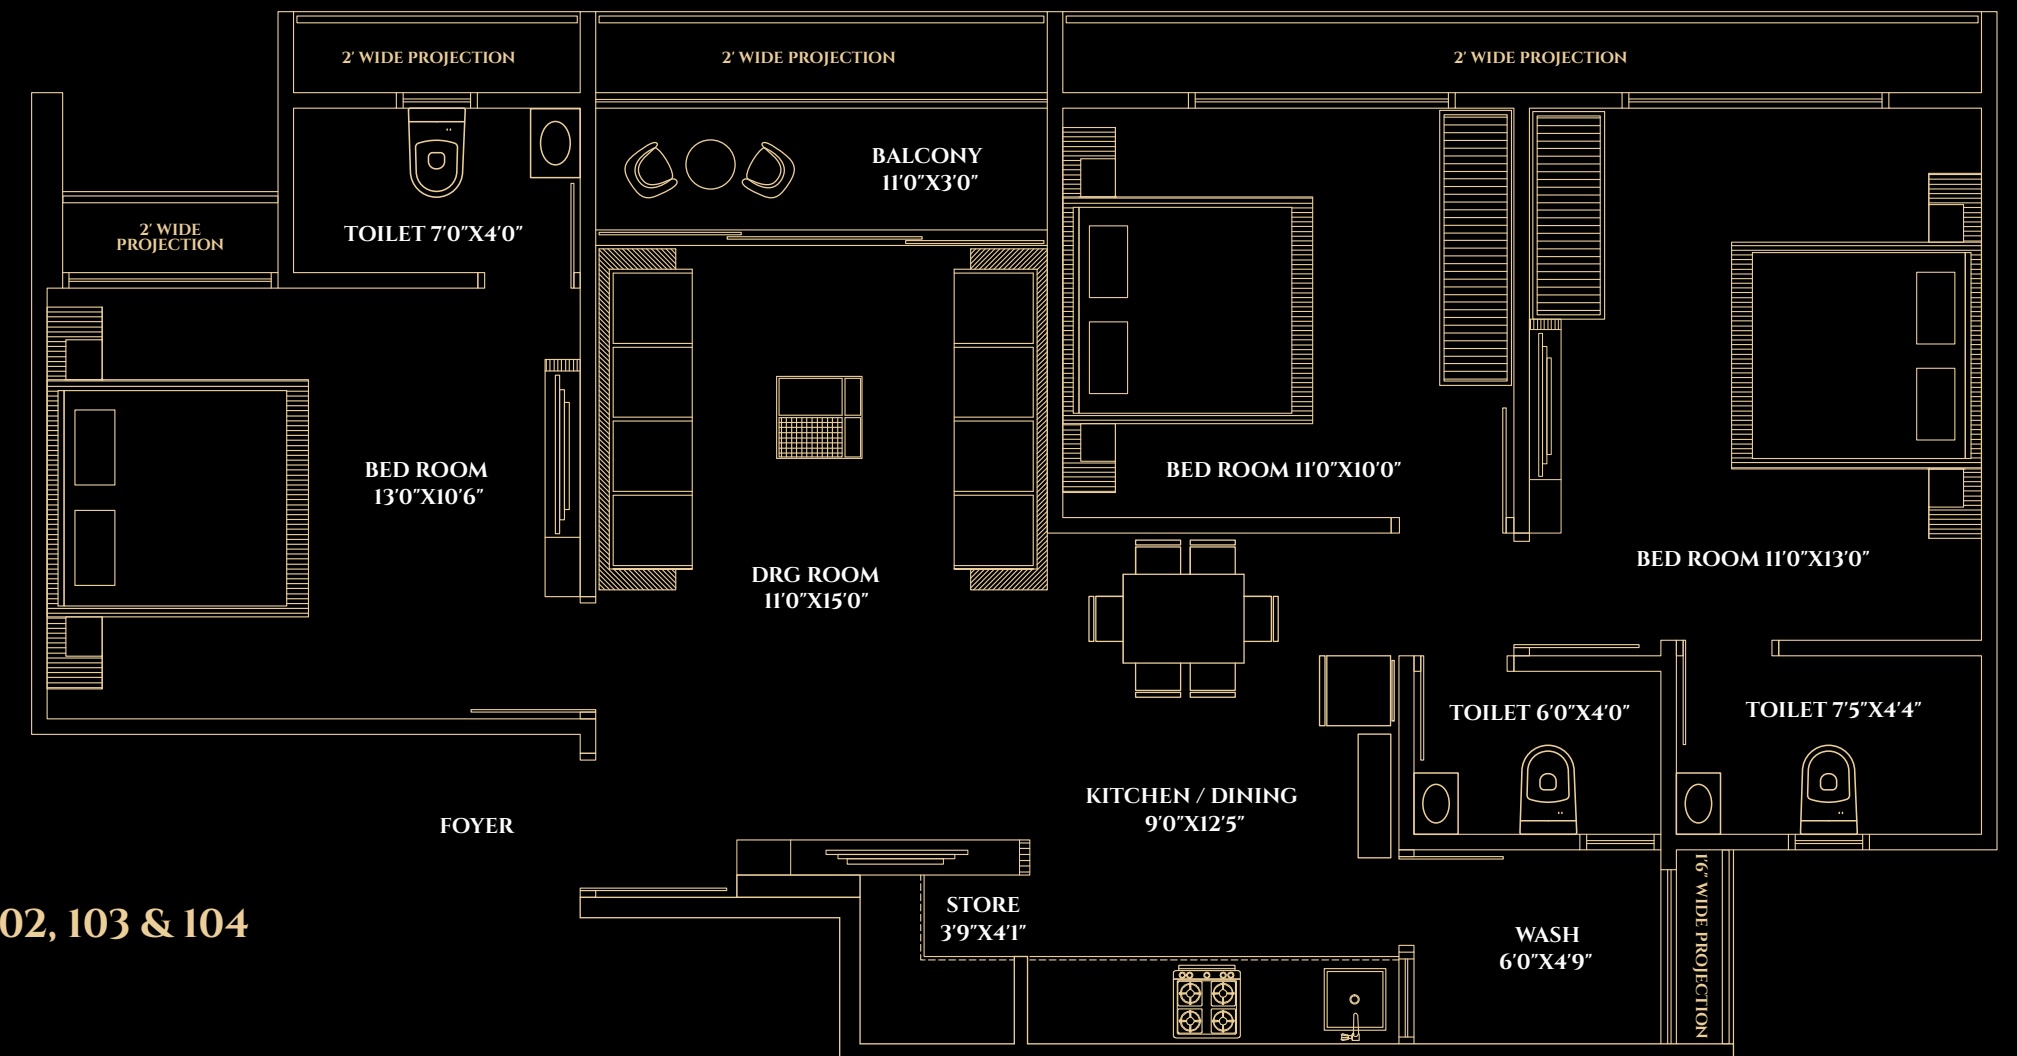 2' WIDE PROJECTION
2' WIDE PROJECTION
2' WIDE PROJECTION
BALCONY
11'0"X3'0"
2' WIDE
PROJECTION
TOILET 7'0"X4'0"
BED ROOM
13'0"X10'6"
BED ROOM 11'0"X10'0"
BED ROOM 11'0"X13'0"
DRG ROOM
11'0"X15'0"
TOILET 6'0"X4'0"
TOILET 7'5"X4'4"
KITCHEN / DINING
9'0"X12'5"
FOYER
STORE
3'9"X4'1"
WASH
6'0"X4'9"
1'6" WIDE PROJECTION
02, 103 & 104